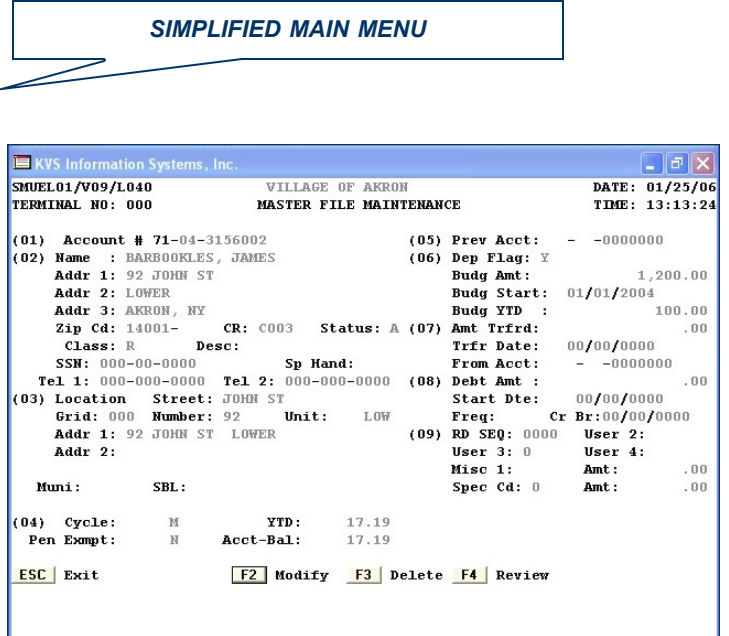 SIMPLIFIED MAIN MENU
KVS Information Systems, Inc.
SMUEL01/V09/L040 VILLAGE OF AKRON DATE: 01/25/06
TERMINAL NO: 000 MASTER FILE MAINTENANCE TIME: 13:13:24
(01) Account # 71-04-3156002 (05) Prev Acct: - -0000000
(02) Name : BARBOOKLES, JAMES (06) Dep Flag: Y
Addr 1: 92 JOHN ST Budg Amt: 1,200.00
Addr 2: LOWER Budg Start: 01/01/2004
Addr 3: AKRON, NY Budg YTD : 100.00
Zip Cd: 14001- CR: C003 Status: A (07) Amt Trfrd: .00
Class: R Desc: Trfr Date: 00/00/0000
SSN: 000-00-0000 Sp Hand: From Acct: - -0000000
Tel 1: 000-000-0000 Tel 2: 000-000-0000 (08) Debt Amt : .00
(03) Location Street: JOHN ST Start Dte: 00/00/0000
Grid: 000 Number: 92 Unit: LOW Freq: Cr Br:00/00/0000
Addr 1: 92 JOHN ST LOWER (09) RD SEQ: 0000 User 2:
Addr 2: User 3: 0 User 4:
Misc 1: Amt: .00
Muni: SBL: Spec Cd: 0 Amt: .00
(04) Cycle: M YTD: 17.19
Pen Exmpt: N Acct-Bal: 17.19
ESC Exit F2 Modify F3 Delete F4 Review